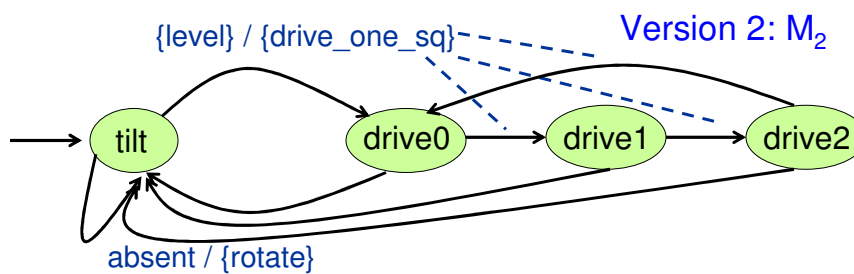 {level} / {drive_one_sq}
Version 2: M₂
tilt
drive0
drive1
drive2
absent / {rotate}